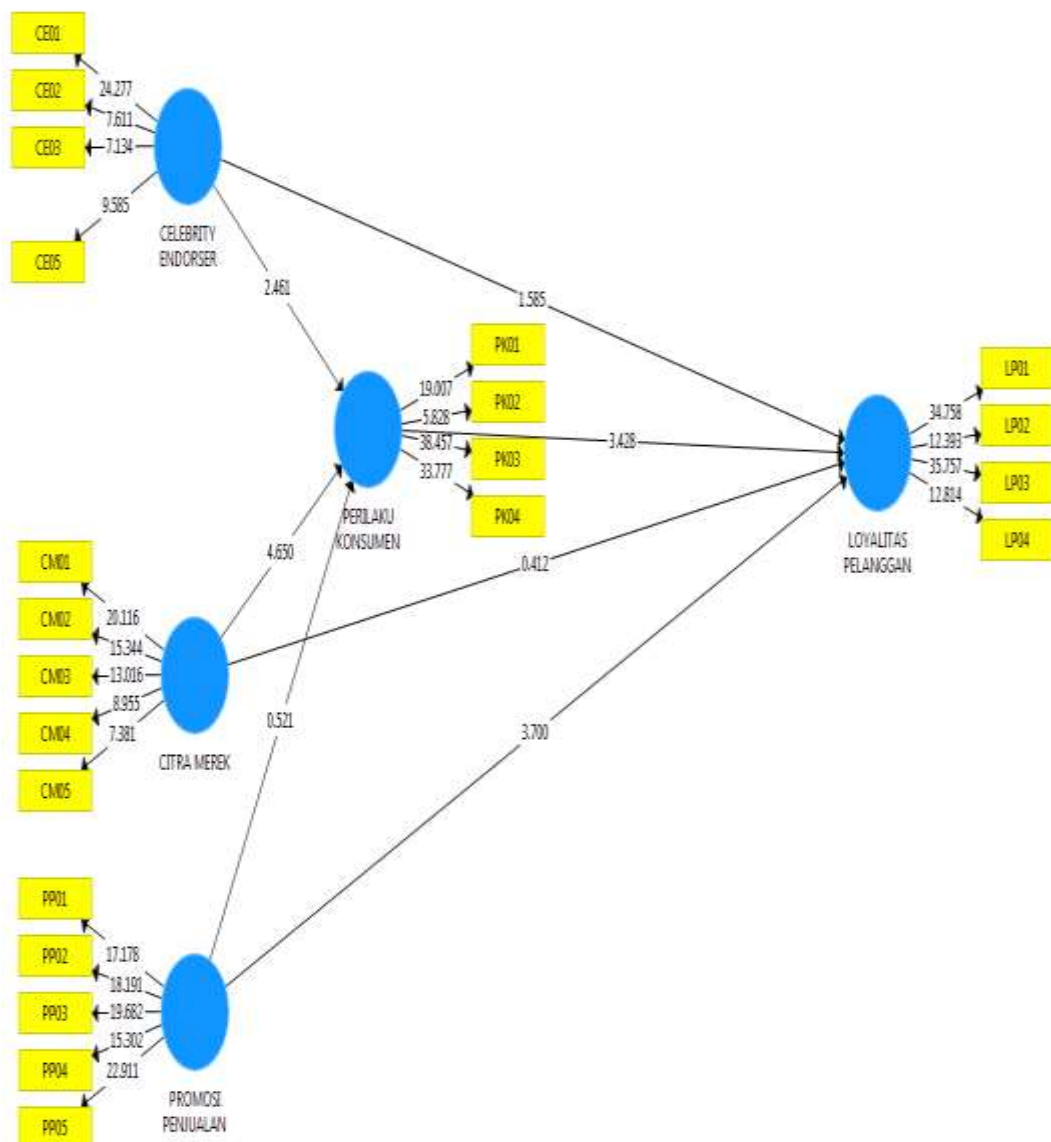 CE01
CE02
CE03
CE05
24.277
7.611
7.134
9.585
CELEBRITY
ENDORSER
2.461
1.585
PK01
PK02
PK03
PK04
19.007
5.828
38.457
33.777
PERILAKU
KONSUMEN
3.428
LP01
LP02
LP03
LP04
34.758
12.393
35.757
12.814
LOYALITAS
PELANGGAN
4.650
0.412
CM01
CM02
CM03
CM04
CM05
20.116
15.344
13.016
8.955
7.381
CITRA MEREK
0.521
3.700
PP01
PP02
PP03
PP04
PP05
17.178
18.191
19.682
15.302
22.911
PROMOSI
PENJUALAN